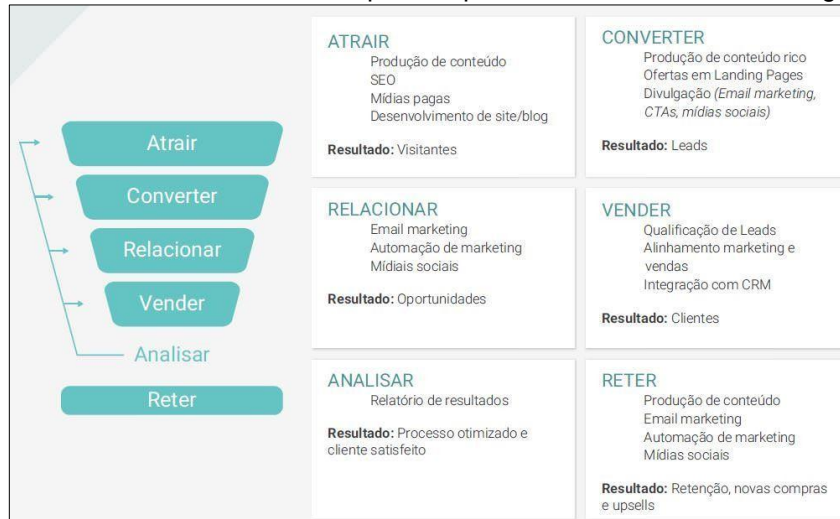 Atrair
Converter
Relacionar
Vender
Analisar
Reter
ATRAIR
Produção de conteúdo
SEO
Mídias pagas
Desenvolvimento de site/blog
Resultado: Visitantes
CONVERTER
Produção de conteúdo rico
Ofertas em Landing Pages
Divulgação (Email marketing,
CTAs, mídias sociais)
Resultado: Leads
RELACIONAR
Email marketing
Automação de marketing
Mídiais sociais
Resultado: Oportunidades
VENDER
Qualificação de Leads
Alinhamento marketing e
vendas
Integração com CRM
Resultado: Clientes
ANALISAR
Relatório de resultados
Resultado: Processo otimizado e
cliente satisfeito
RETER
Produção de conteúdo
Email marketing
Automação de marketing
Mídias sociais
Resultado: Retenção, novas compras
e upsells